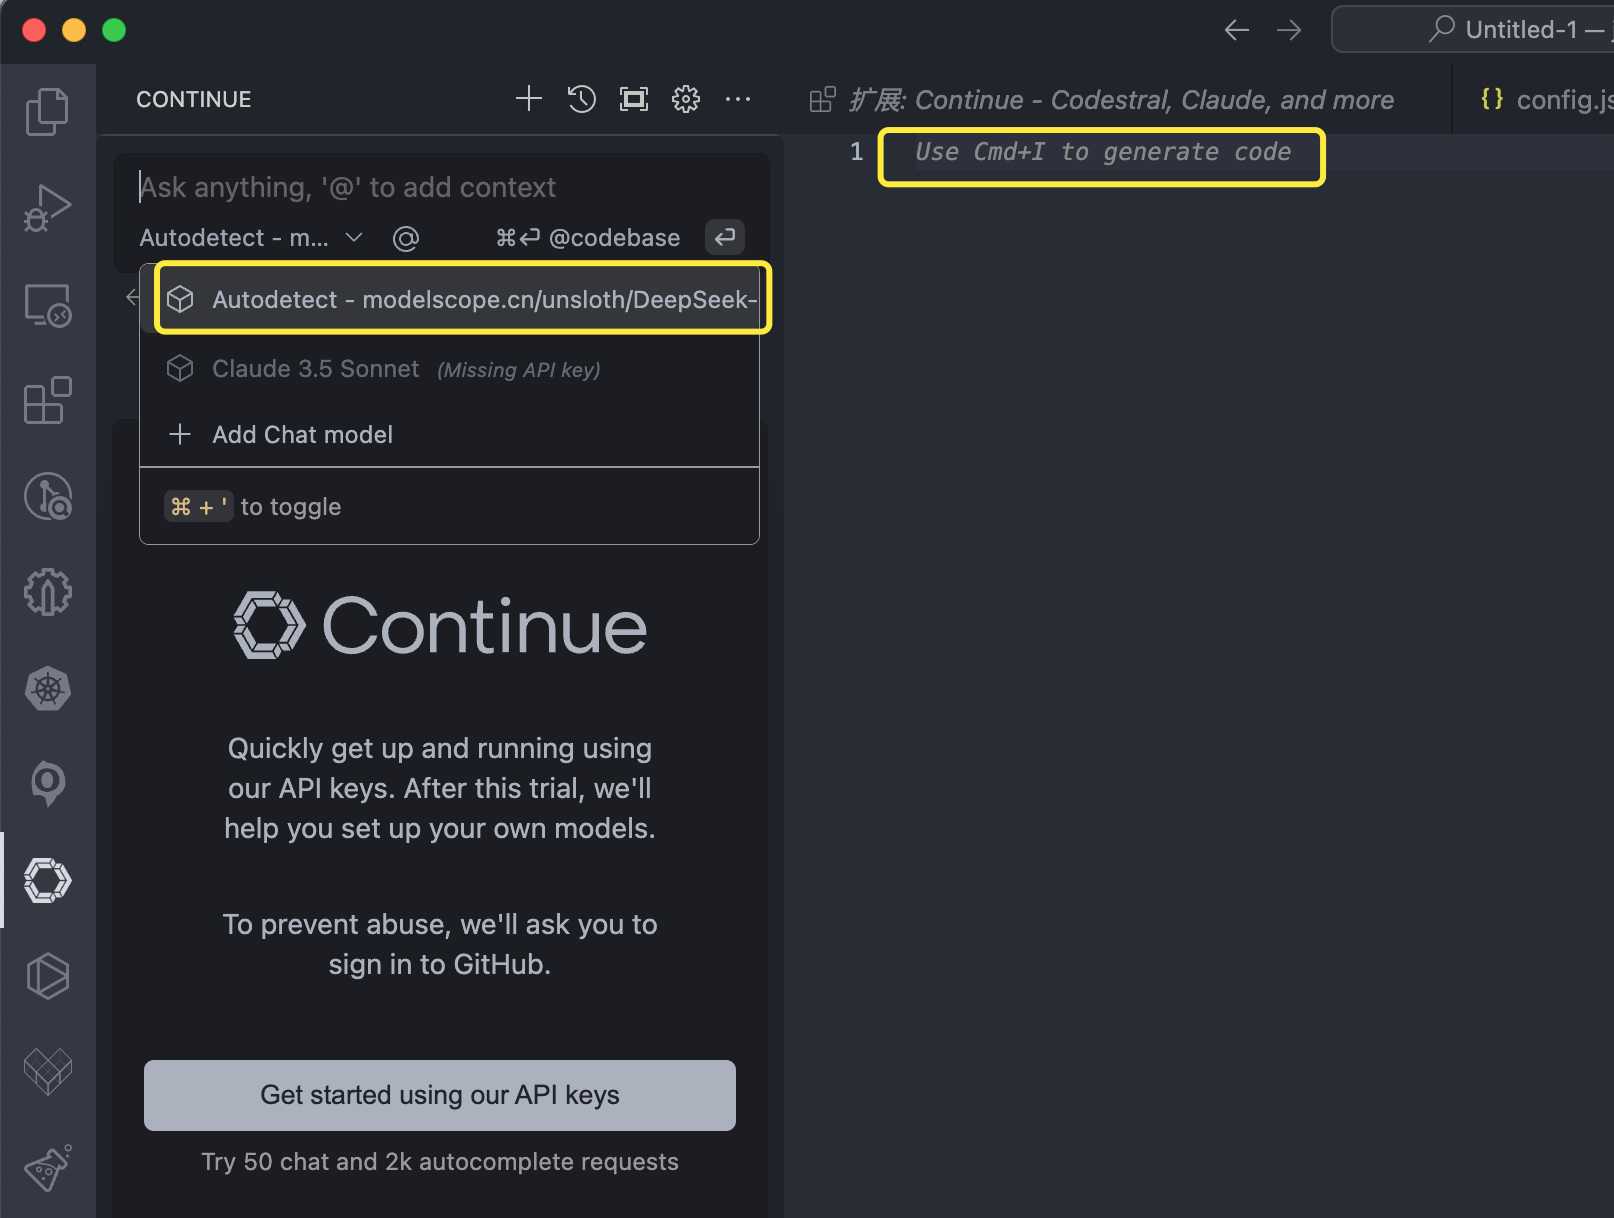 Untitled-1 —
CONTINUE
扩展: Continue - Codestral, Claude, and more
{} config.js
Ask anything, '@' to add context
Autodetect - m...
@
⌘⏎ @codebase
1
Use Cmd+I to generate code
Autodetect - modelscope.cn/unsloth/DeepSeek-
Claude 3.5 Sonnet (Missing API key)
+ Add Chat model
⌘ + ' to toggle
Continue
Quickly get up and running using
our API keys. After this trial, we'll
help you set up your own models.
To prevent abuse, we'll ask you to
sign in to GitHub.
Get started using our API keys
Try 50 chat and 2k autocomplete requests